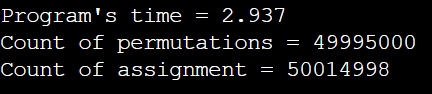 Program's time = 2.937
Count of permutations = 49995000
Count of assignment = 50014998